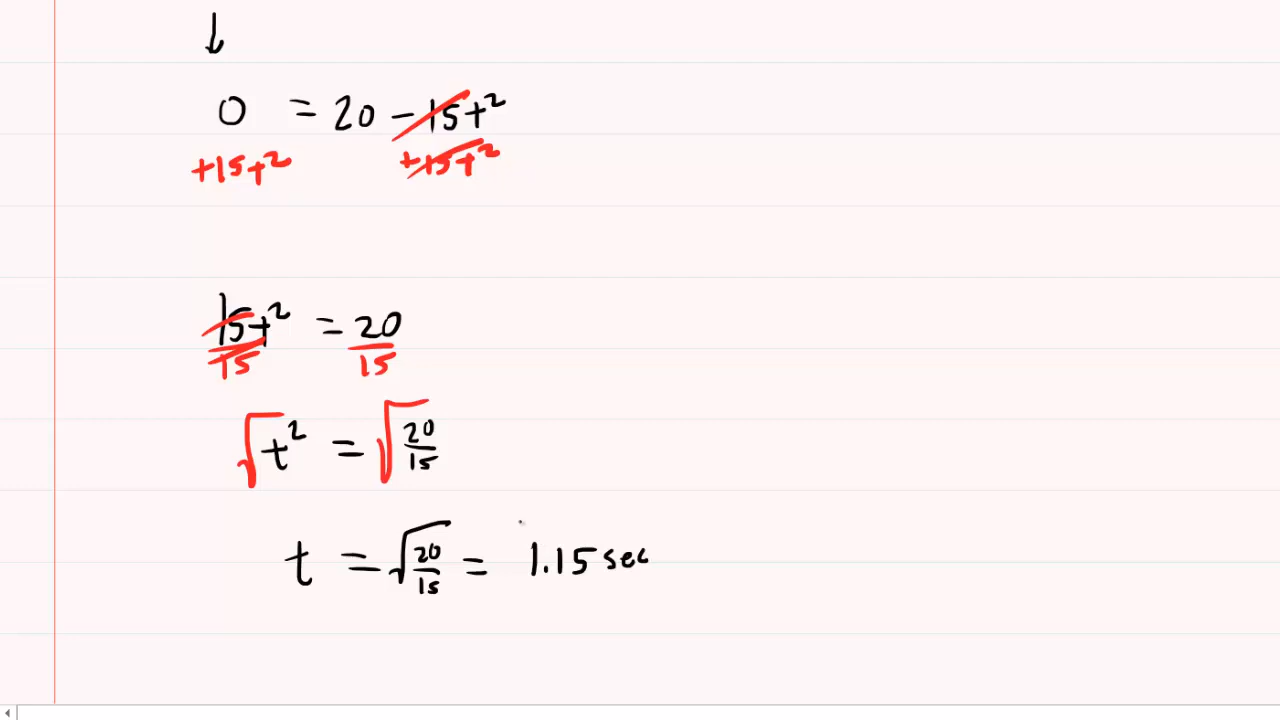 ↓
0 = 20 - 15t²
+15t² +15t²
15t² = 20
15 15
√t² = √20/15
t = √20/15 = 1.15 sec